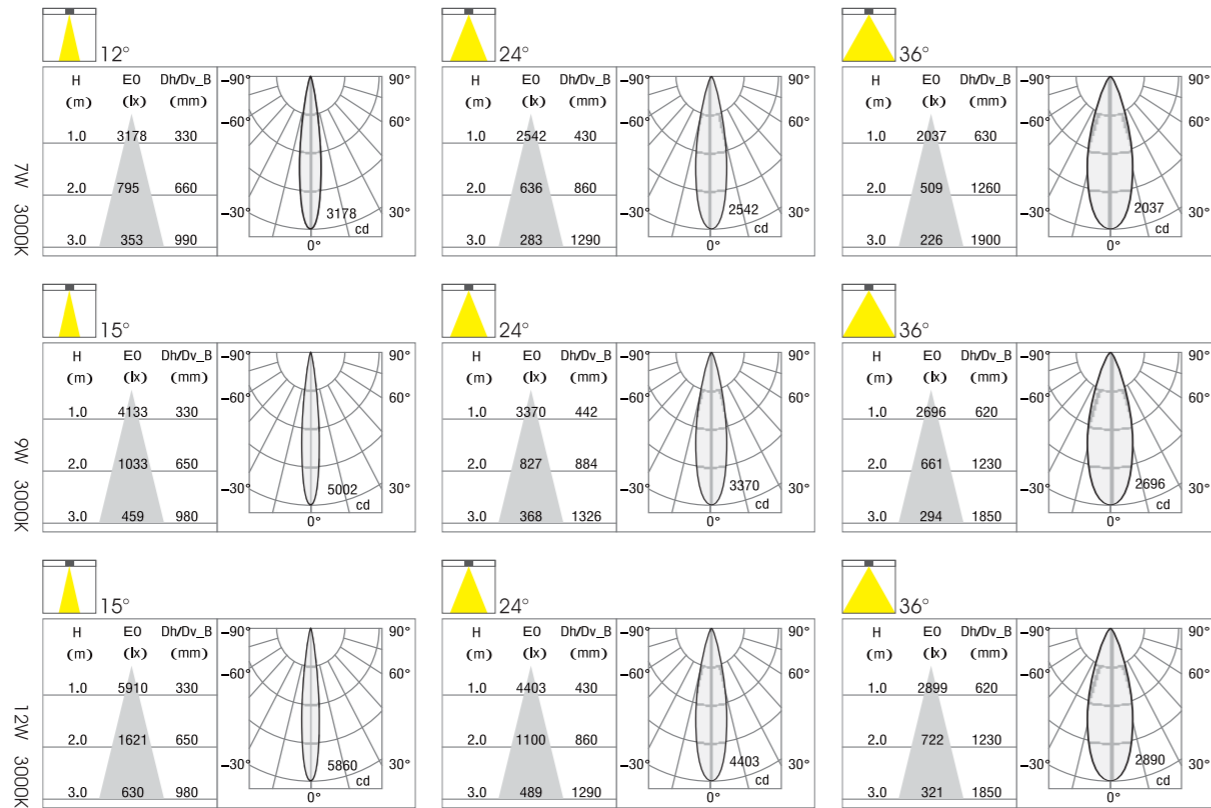 12° 24° 36°
H E0 Dh/Dv_B −90° 90° H E0 Dh/Dv_B −90° 90° H E0 Dh/Dv_B −90° 90°
(m) (lx) (mm) (m) (lx) (mm) (m) (lx) (mm)
−60° 60° −60° 60° −60° 60°
1.0 3178 330 1.0 2542 430 1.0 2037 630
7W 3000K
2.0 795 660 2.0 636 860 2.0 509 1260
−30° 3178 30° −30° 2542 30° −30° 2037 30°
cd cd cd
3.0 353 990 0° 3.0 283 1290 0° 3.0 226 1900 0°
15° 24° 36°
H E0 Dh/Dv_B −90° 90° H E0 Dh/Dv_B −90° 90° H E0 Dh/Dv_B −90° 90°
(m) (lx) (mm) (m) (lx) (mm) (m) (lx) (mm)
−60° 60° −60° 60° −60° 60°
1.0 4133 330 1.0 3370 442 1.0 2696 620
9W 3000K
2.0 1033 650 2.0 827 884 2.0 661 1230
−30° 5002 30° −30° 3370 30° −30° 2696 30°
cd cd cd
3.0 459 980 0° 3.0 368 1326 0° 3.0 294 1850 0°
15° 24° 36°
H E0 Dh/Dv_B −90° 90° H E0 Dh/Dv_B −90° 90° H E0 Dh/Dv_B −90° 90°
(m) (lx) (mm) (m) (lx) (mm) (m) (lx) (mm)
−60° 60° −60° 60° −60° 60°
1.0 5910 330 1.0 4403 430 1.0 2899 620
12W 3000K
2.0 1621 650 2.0 1100 860 2.0 722 1230
−30° 5860 30° −30° 4403 30° −30° 2890 30°
cd cd cd
3.0 630 980 0° 3.0 489 1290 0° 3.0 321 1850 0°